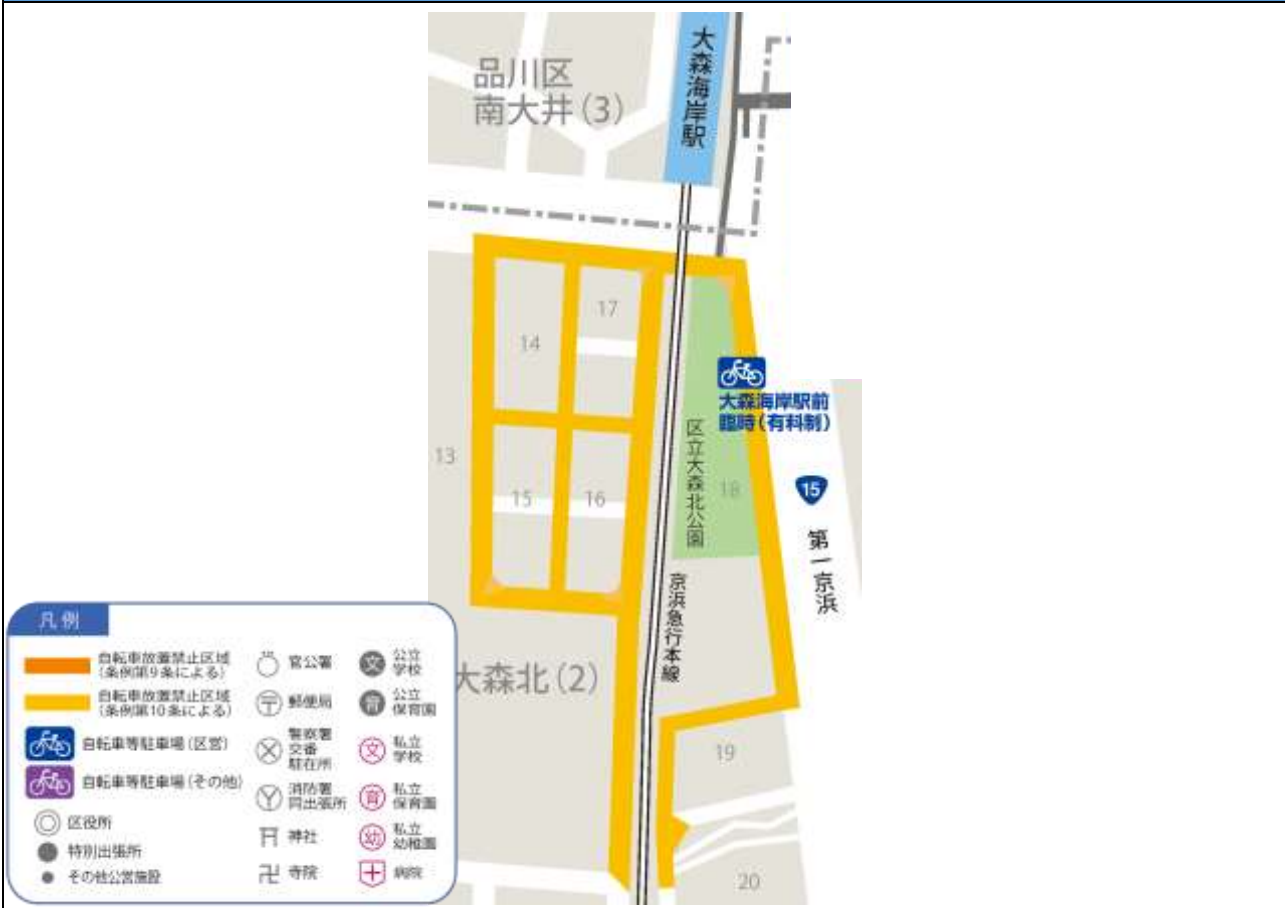 大森海岸駅
品川区
南大井(3)
17
14
大森海岸駅前
臨時(有料制)
区立大森北公園
13
15
16
18
15
第一京浜
京浜急行本線
大森北(2)
19
20
凡例
自転車放置禁止区域
(条例第9条による)
自転車放置禁止区域
(条例第10条による)
自転車等駐車場(区営)
自転車等駐車場(その他)
区役所
特別出張所
その他公営施設
官公署
〒 郵便局
警察署
交番
駐在所
消防署
同出張所
神社
寺院
文 公立
学校
育 公立
保育園
文 私立
学校
育 私立
保育園
幼 私立
幼稚園
病院